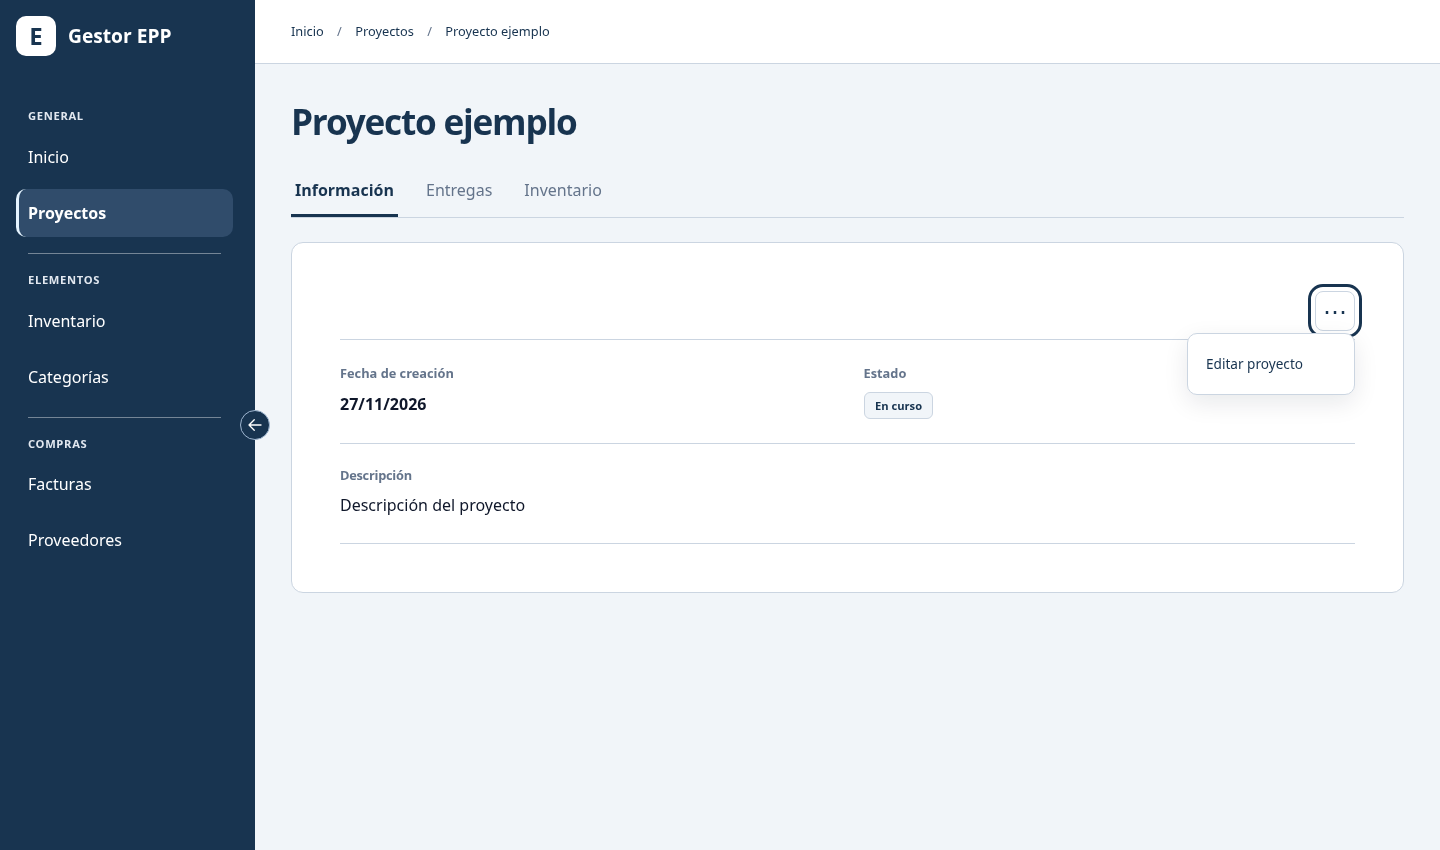 E Gestor EPP
GENERAL
Inicio
Proyectos
ELEMENTOS
Inventario
Categorías
COMPRAS
Facturas
Proveedores
Inicio / Proyectos / Proyecto ejemplo
Proyecto ejemplo
Información Entregas Inventario
...
Editar proyecto
Fecha de creación Estado
27/11/2026 En curso
Descripción
Descripción del proyecto